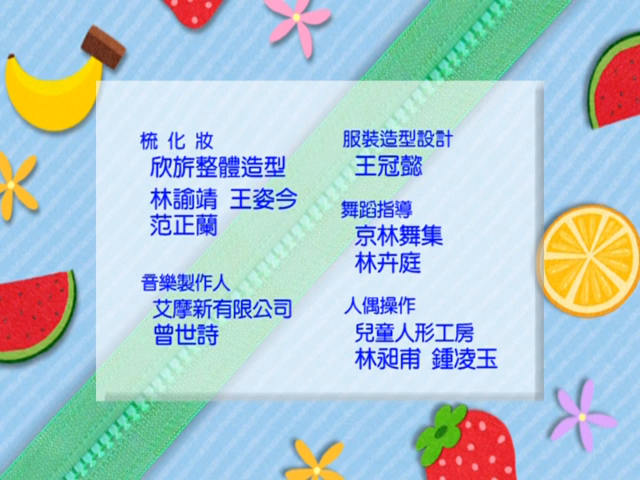 梳化妝
欣旂整體造型
林諭靖 王姿今
范正蘭
音樂製作人
艾摩新有限公司
曾世詩
服裝造型設計
王冠懿
舞蹈指導
京林舞集
林卉庭
人偶操作
兒童人形工房
林昶甫 鍾凌玉